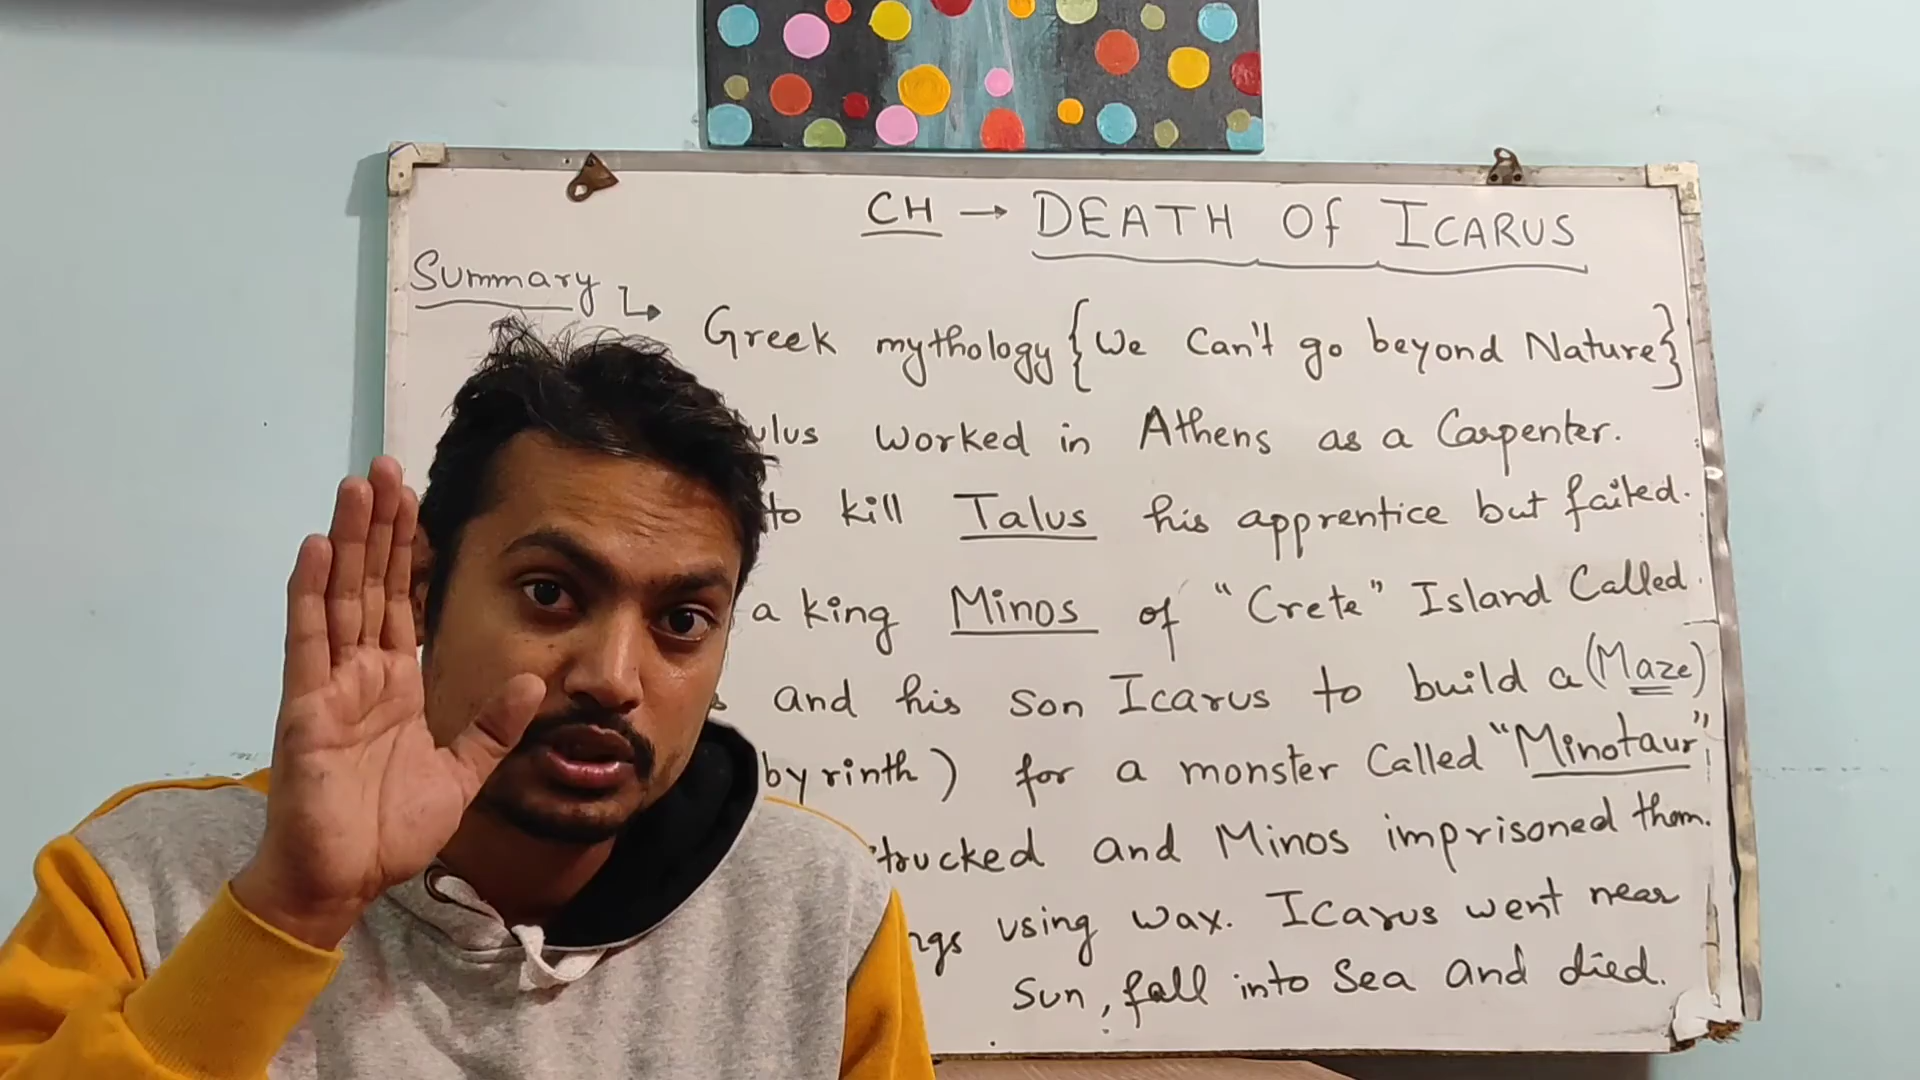 CH → DEATH Of ICARUS
Summary
Greek mythology {We Can't go beyond Nature}
worked in Athens as a Carpenter.
to kill Talus his apprentice but failed.
a king Minos of "Crete" Island Called
and his son Icarus to build a (Maze)
byrinth) for a monster Called "Minotaur"
trucked and Minos imprisoned them.
using wax. Icarus went near
Sun, fall into Sea and died.